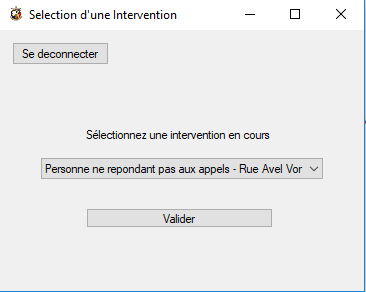 Selection d'une Intervention
Se deconnecter
Sélectionnez une intervention en cours
Personne ne repondant pas aux appels - Rue Avel Vor
Valider